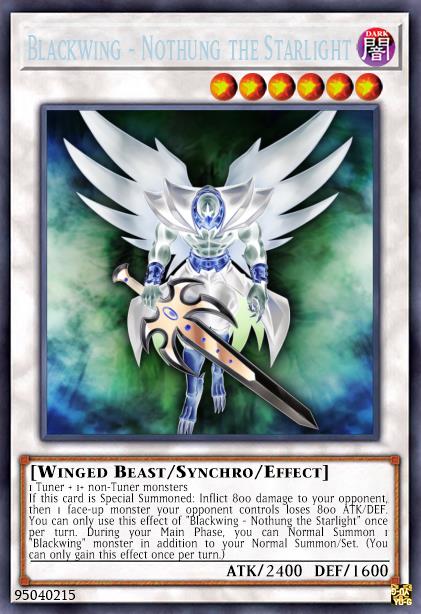 Blackwing - Nothung the Starlight
DARK
闇
[Winged Beast/Synchro/Effect]
1 Tuner + 1+ non-Tuner monsters
If this card is Special Summoned: Inflict 800 damage to your opponent,
then 1 face-up monster your opponent controls loses 800 ATK/DEF.
You can only use this effect of "Blackwing - Nothung the Starlight" once
per turn. During your Main Phase, you can Normal Summon 1
"Blackwing" monster in addition to your Normal Summon/Set. (You
can only gain this effect once per turn.)
ATK/2400 DEF/1600
95040215